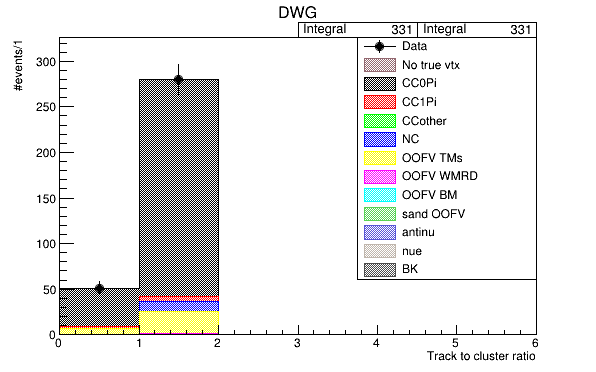 DWG
Integral 331 Integral 331
#events/1
300
250
200
150
100
50
0
Data
No true vtx
CC0Pi
CC1Pi
CCother
NC
OOFV TMs
OOFV WMRD
OOFV BM
sand OOFV
antinu
nue
BK
0 1 2 3 4 5 6
Track to cluster ratio